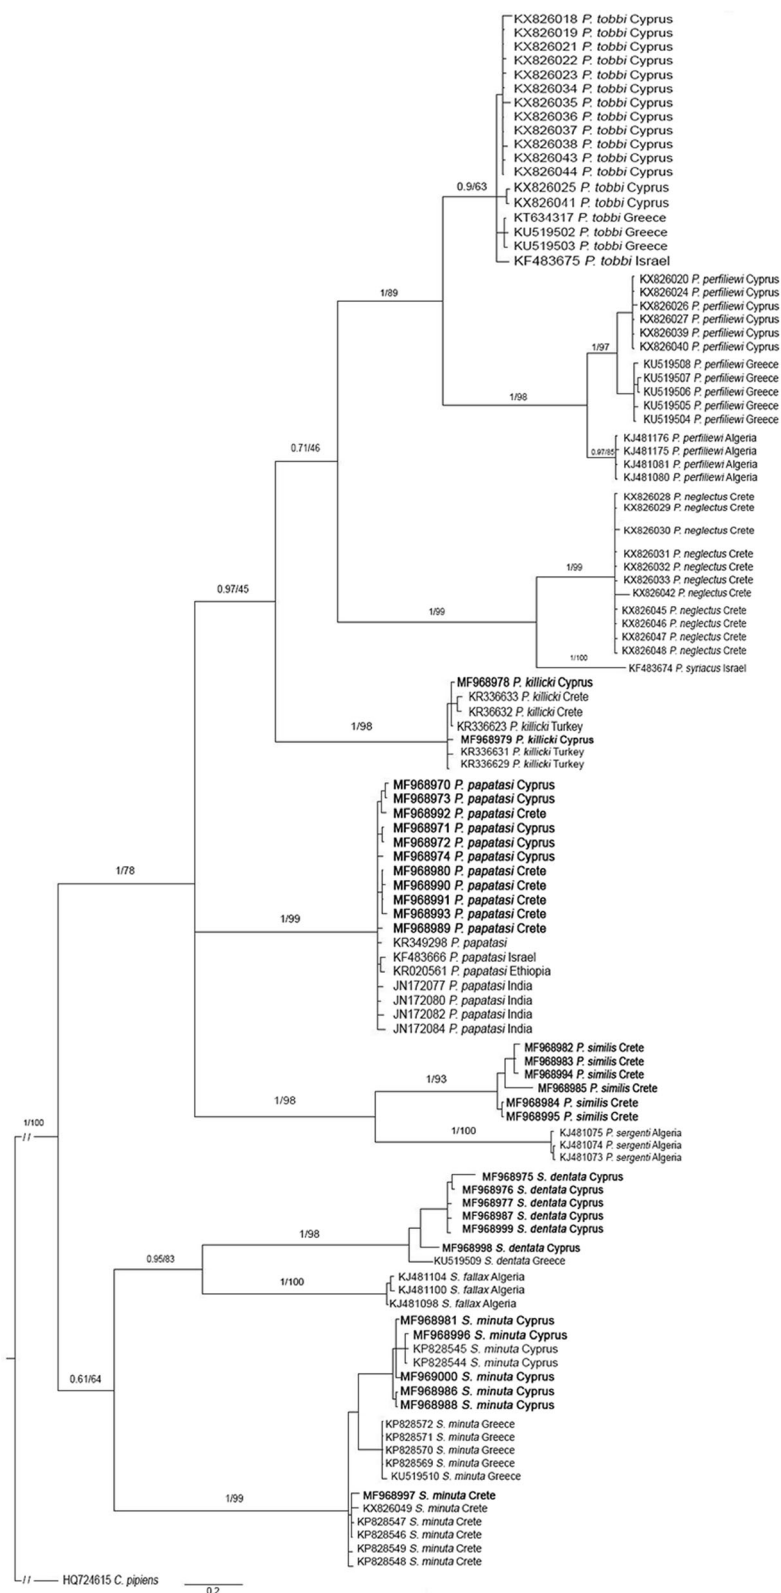 KX826018 P. tobbi Cyprus
KX826019 P. tobbi Cyprus
KX826021 P. tobbi Cyprus
KX826022 P. tobbi Cyprus
KX826023 P. tobbi Cyprus
KX826034 P. tobbi Cyprus
KX826035 P. tobbi Cyprus
KX826036 P. tobbi Cyprus
KX826037 P. tobbi Cyprus
KX826038 P. tobbi Cyprus
KX826043 P. tobbi Cyprus
KX826044 P. tobbi Cyprus
0.9/63
KX826025 P. tobbi Cyprus
KX826041 P. tobbi Cyprus
KT634317 P. tobbi Greece
KU519502 P. tobbi Greece
KU519503 P. tobbi Greece
KF483675 P. tobbi Israel
1/89
KX826020 P. perfiliewi Cyprus
KX826024 P. perfiliewi Cyprus
KX826026 P. perfiliewi Cyprus
KX826027 P. perfiliewi Cyprus
KX826039 P. perfiliewi Cyprus
KX826040 P. perfiliewi Cyprus
1/97
KU519508 P. perfiliewi Greece
KU519507 P. perfiliewi Greece
KU519506 P. perfiliewi Greece
KU519505 P. perfiliewi Greece
KU519504 P. perfiliewi Greece
1/98
KJ481176 P. perfiliewi Algeria
KJ481175 P. perfiliewi Algeria
KJ481081 P. perfiliewi Algeria
KJ481080 P. perfiliewi Algeria
0.97/85
0.71/46
KX826028 P. neglectus Crete
KX826029 P. neglectus Crete
KX826030 P. neglectus Crete
KX826031 P. neglectus Crete
KX826032 P. neglectus Crete
KX826033 P. neglectus Crete
KX826042 P. neglectus Crete
KX826045 P. neglectus Crete
KX826046 P. neglectus Crete
KX826047 P. neglectus Crete
KX826048 P. neglectus Crete
1/99
0.97/45
1/99
1/100
KF483674 P. syriacus Israel
MF968978 P. killicki Cyprus
KR336633 P. killicki Crete
KR36632 P. killicki Crete
KR336623 P. killicki Turkey
MF968979 P. killicki Cyprus
KR336631 P. killicki Turkey
KR336629 P. killicki Turkey
1/98
MF968970 P. papatasi Cyprus
MF968973 P. papatasi Cyprus
MF968992 P. papatasi Crete
MF968971 P. papatasi Cyprus
MF968972 P. papatasi Cyprus
MF968974 P. papatasi Cyprus
MF968980 P. papatasi Crete
MF968990 P. papatasi Crete
MF968991 P. papatasi Crete
MF968993 P. papatasi Crete
MF968989 P. papatasi Crete
KR349298 P. papatasi
KF483666 P. papatasi Israel
KR020561 P. papatasi Ethiopia
JN172077 P. papatasi India
JN172080 P. papatasi India
JN172082 P. papatasi India
JN172084 P. papatasi India
1/78
1/99
MF968982 P. similis Crete
MF968983 P. similis Crete
MF968994 P. similis Crete
MF968985 P. similis Crete
MF968984 P. similis Crete
MF968995 P. similis Crete
1/93
1/98
1/100
KJ481075 P. sergenti Algeria
KJ481074 P. sergenti Algeria
KJ481073 P. sergenti Algeria
1/100
MF968975 S. dentata Cyprus
MF968976 S. dentata Cyprus
MF968977 S. dentata Cyprus
MF968987 S. dentata Cyprus
MF968999 S. dentata Cyprus
MF968998 S. dentata Cyprus
KU519509 S. dentata Greece
1/98
0.95/83
1/100
KJ481104 S. fallax Algeria
KJ481100 S. fallax Algeria
KJ481098 S. fallax Algeria
MF968981 S. minuta Cyprus
MF968996 S. minuta Cyprus
KP828545 S. minuta Cyprus
KP828544 S. minuta Cyprus
MF969000 S. minuta Cyprus
MF968986 S. minuta Cyprus
MF968988 S. minuta Cyprus
0.61/64
KP828572 S. minuta Greece
KP828571 S. minuta Greece
KP828570 S. minuta Greece
KP828569 S. minuta Greece
KU519510 S. minuta Greece
1/99
MF968997 S. minuta Crete
KX826049 S. minuta Crete
KP828547 S. minuta Crete
KP828546 S. minuta Crete
KP828549 S. minuta Crete
KP828548 S. minuta Crete
HQ724615 C. pipiens
0.2